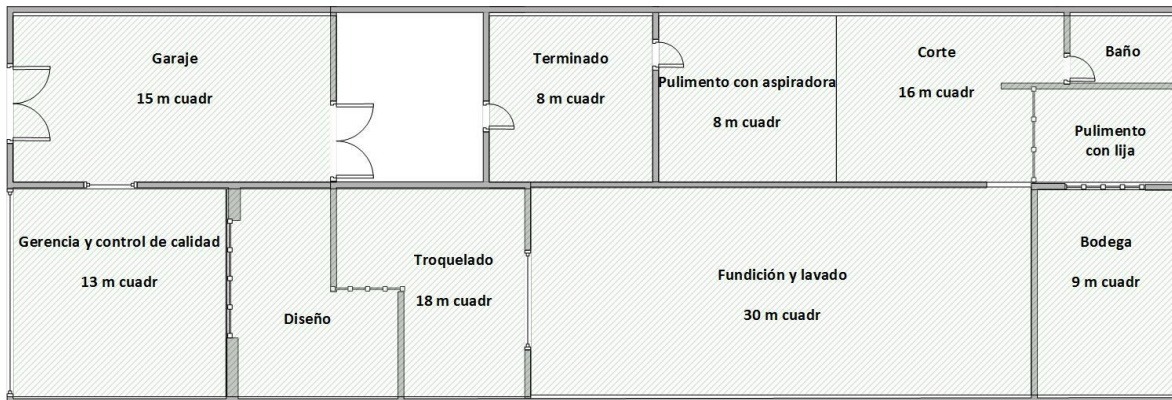 Garaje
15 m cuadr
Terminado
8 m cuadr
Pulimento con aspiradora
8 m cuadr
Corte
16 m cuadr
Baño
Pulimento
con lija
Gerencia y control de calidad
13 m cuadr
Diseño
Troquelado
18 m cuadr
Fundición y lavado
30 m cuadr
Bodega
9 m cuadr